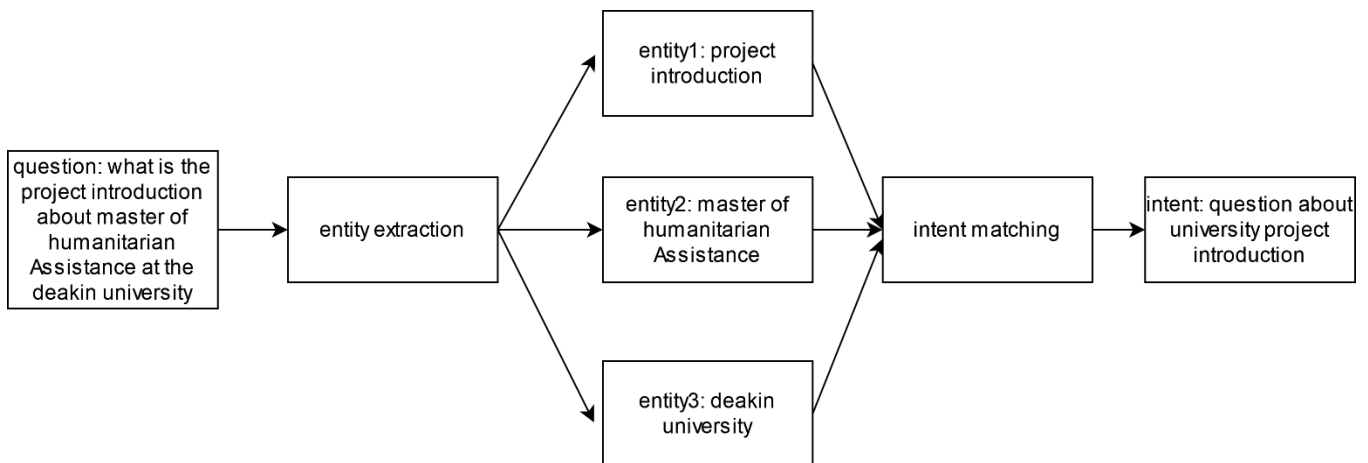 question: what is the
project introduction
about master of
humanitarian
Assistance at the
deakin university
entity extraction
entity1: project
introduction
entity2: master of
humanitarian
Assistance
entity3: deakin
university
intent matching
intent: question about
university project
introduction